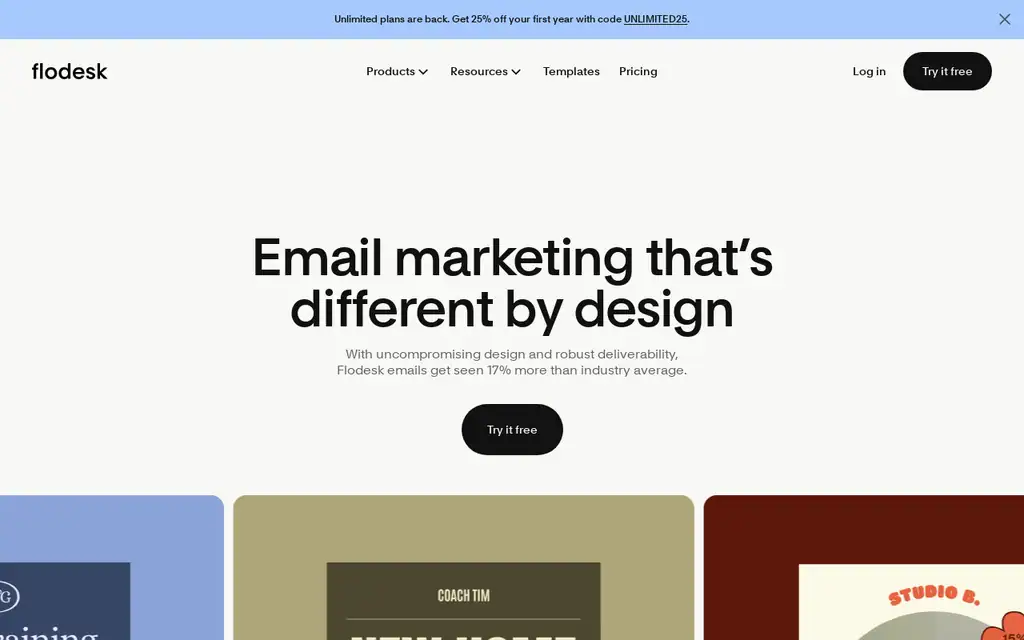 Unlimited plans are back. Get 25% off your first year with code UNLIMITED25.
flodesk
Products
Resources
Templates
Pricing
Log in
Try it free
Email marketing that's
different by design
With uncompromising design and robust deliverability,
Flodesk emails get seen 17% more than industry average.
Try it free
COACH TIM
STUDIO B.
15%